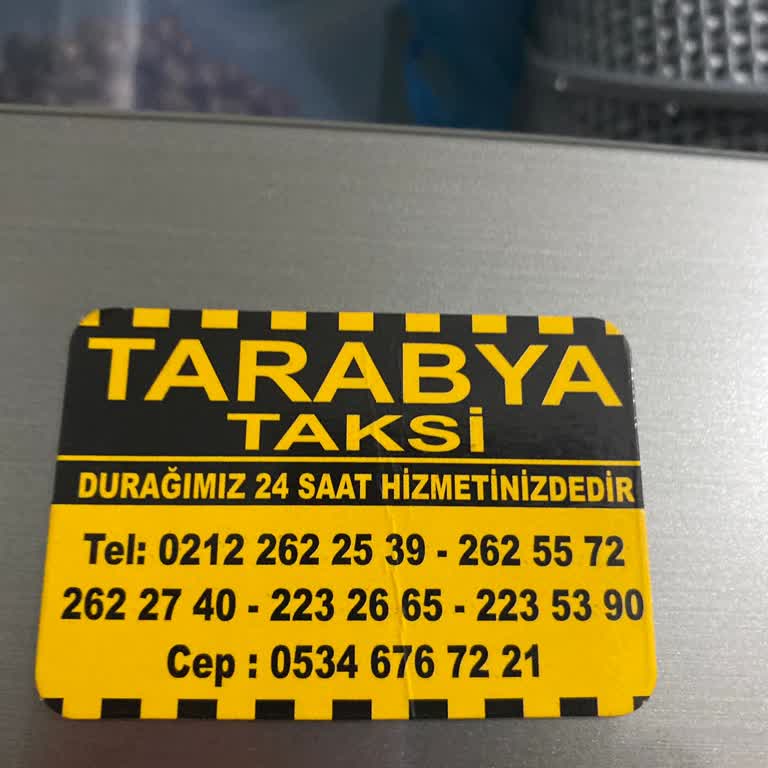 TARABYA
TAKSİ
DURAĞIMIZ 24 SAAT HİZMETİNİZDEDİR
Tel: 0212 262 25 39 - 262 55 72
262 27 40 - 223 26 65 - 223 53 90
Cep : 0534 676 72 21